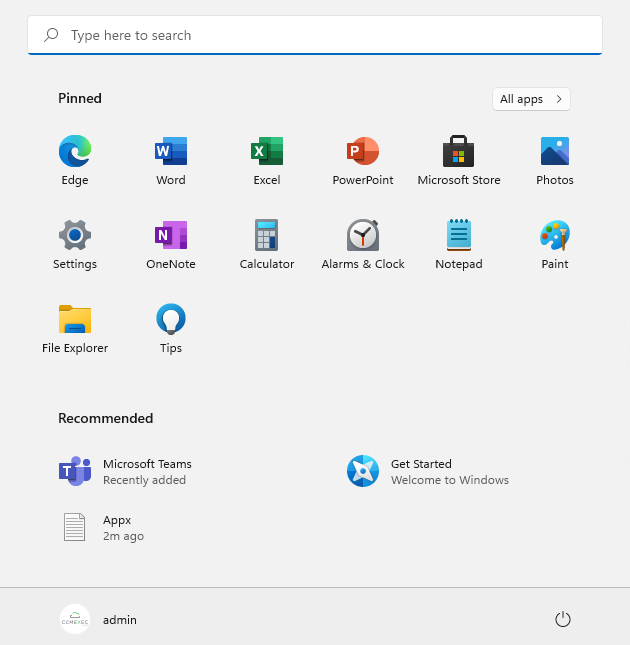 Type here to search
Pinned
All apps
Edge
Word
Excel
PowerPoint
Microsoft Store
Photos
Settings
OneNote
Calculator
Alarms & Clock
Notepad
Paint
File Explorer
Tips
Recommended
Microsoft Teams
Recently added
Get Started
Welcome to Windows
Appx
2m ago
CCMEXEC
admin